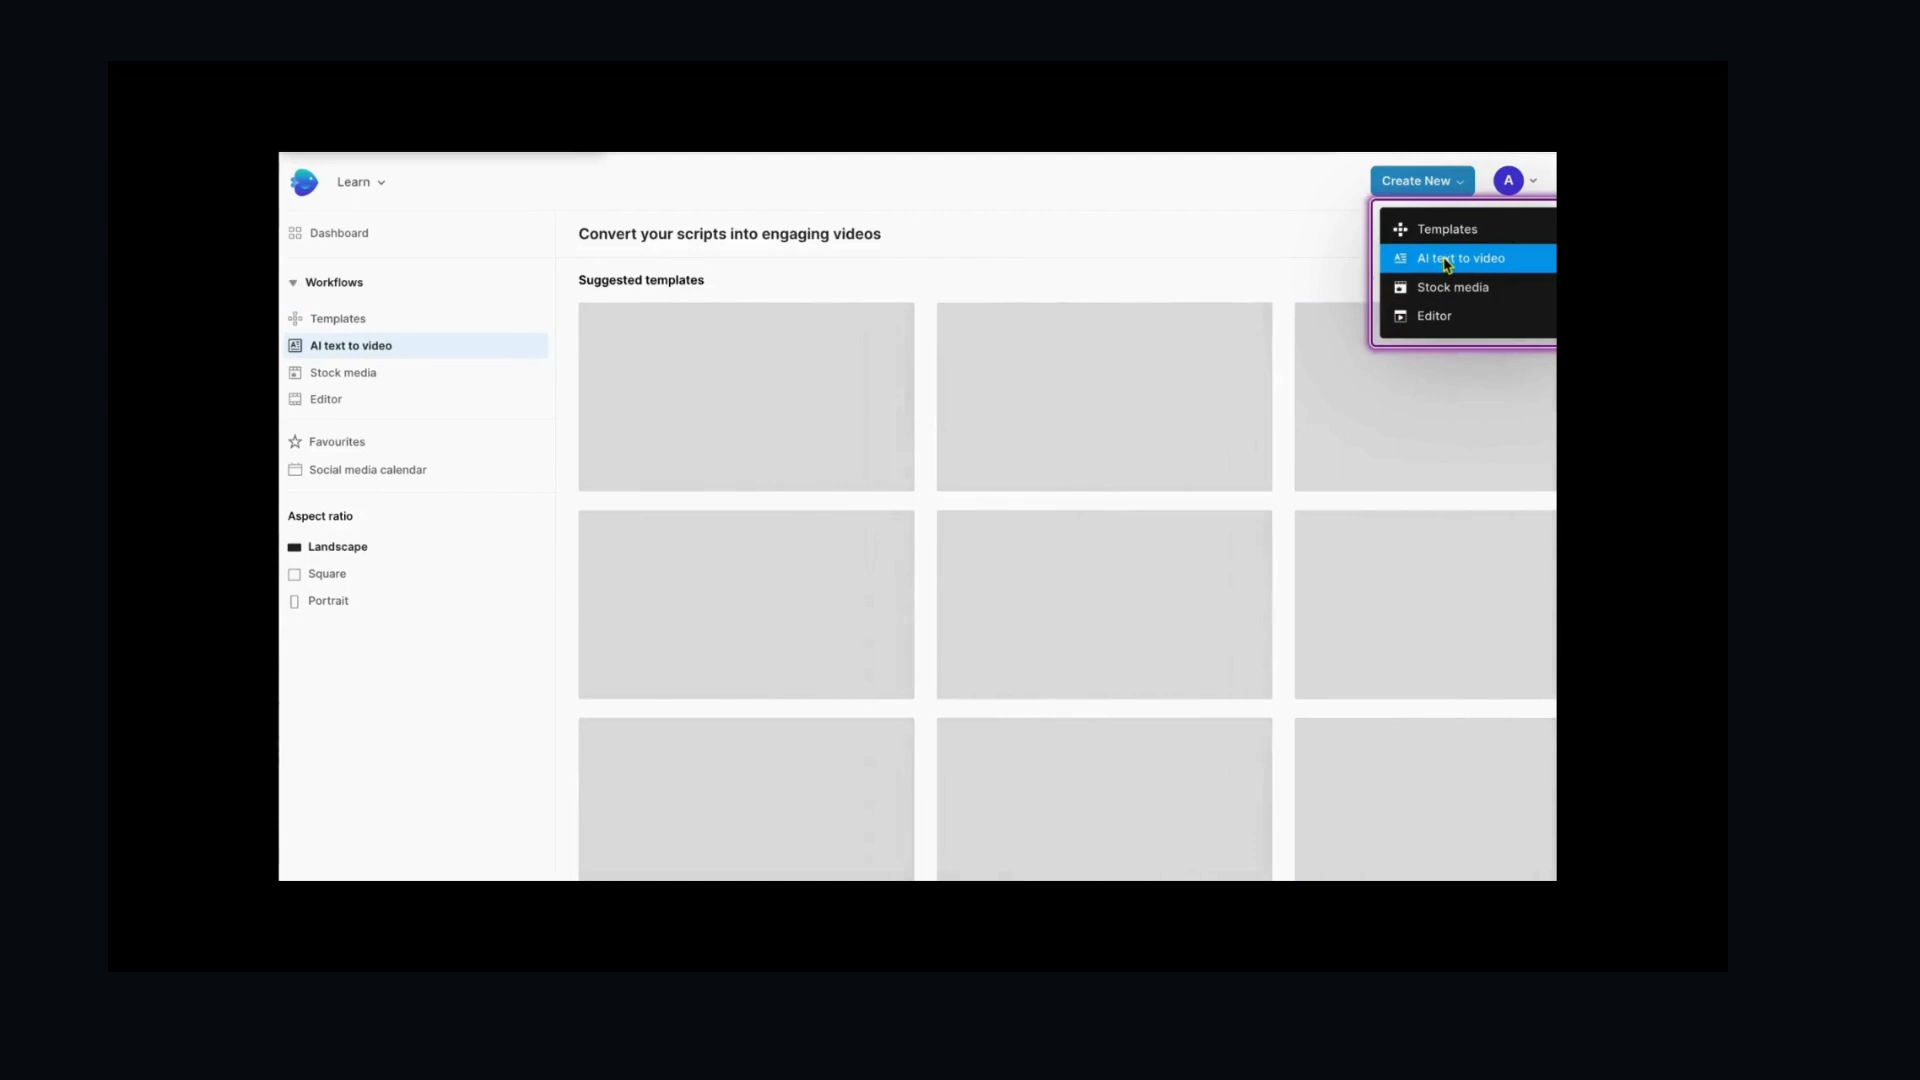 Learn
Create New
A
Dashboard
Workflows
Templates
AI text to video
Stock media
Editor
Favourites
Social media calendar
Aspect ratio
Landscape
Square
Portrait
Convert your scripts into engaging videos
Suggested templates
Templates
AI text to video
Stock media
Editor